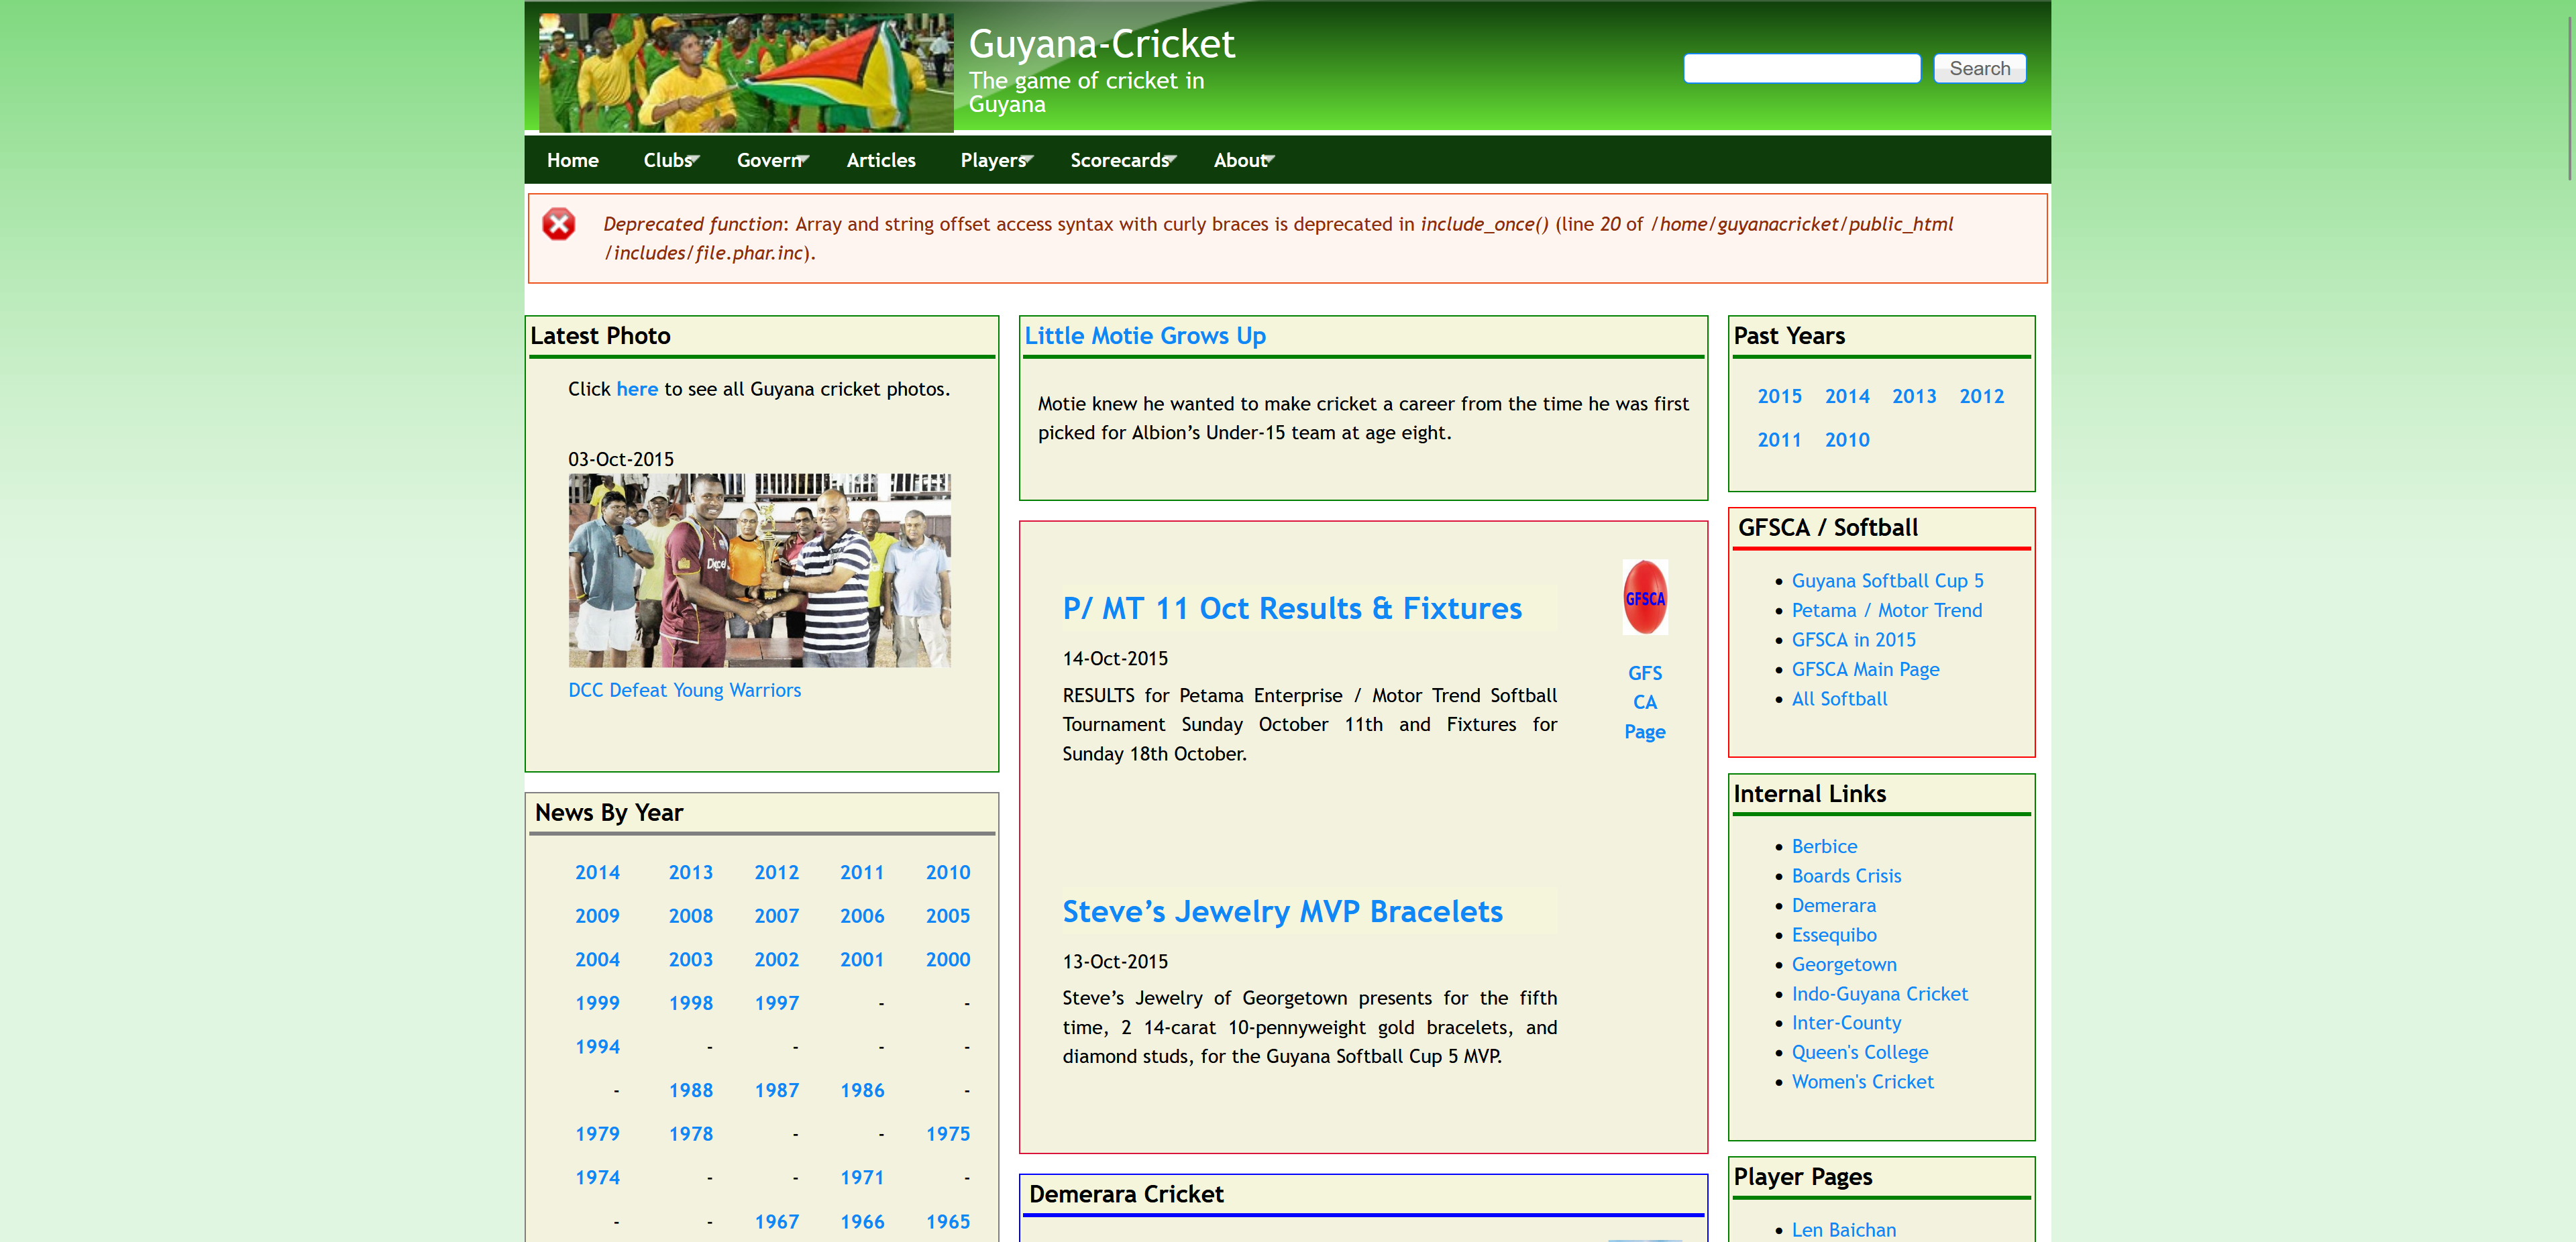 Guyana-Cricket
The game of cricket in
Guyana
Search
Home Clubs Govern Articles Players Scorecards About
Deprecated function: Array and string offset access syntax with curly braces is deprecated in include_once() (line 20 of /home/guyanacricket/public_html
/includes/file.phar.inc).
Latest Photo
Click here to see all Guyana cricket photos.
03-Oct-2015
Digicel
DCC Defeat Young Warriors
News By Year
2014 2013 2012 2011 2010
2009 2008 2007 2006 2005
2004 2003 2002 2001 2000
1999 1998 1997 - -
1994 - - - -
- 1988 1987 1986 -
1979 1978 - - 1975
1974 - - 1971 -
- - 1967 1966 1965
Little Motie Grows Up
Motie knew he wanted to make cricket a career from the time he was first
picked for Albion’s Under-15 team at age eight.
P/ MT 11 Oct Results & Fixtures
14-Oct-2015
RESULTS for Petama Enterprise / Motor Trend Softball
Tournament Sunday October 11th and Fixtures for
Sunday 18th October.
GFSCA
GFS
CA
Page
Steve’s Jewelry MVP Bracelets
13-Oct-2015
Steve’s Jewelry of Georgetown presents for the fifth
time, 2 14-carat 10-pennyweight gold bracelets, and
diamond studs, for the Guyana Softball Cup 5 MVP.
Demerara Cricket
Past Years
2015 2014 2013 2012
2011 2010
GFSCA / Softball
Guyana Softball Cup 5
Petama / Motor Trend
GFSCA in 2015
GFSCA Main Page
All Softball
Internal Links
Berbice
Boards Crisis
Demerara
Essequibo
Georgetown
Indo-Guyana Cricket
Inter-County
Queen's College
Women's Cricket
Player Pages
Len Baichan